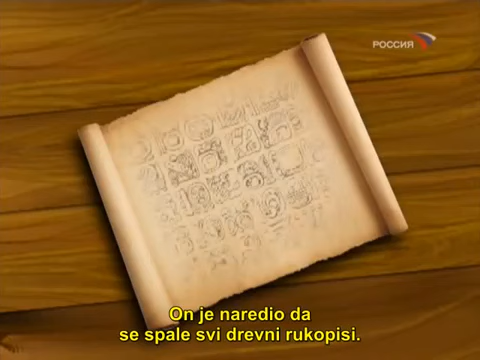 РОССИЯ
On je naredio da
se spale svi drevni rukopisi.